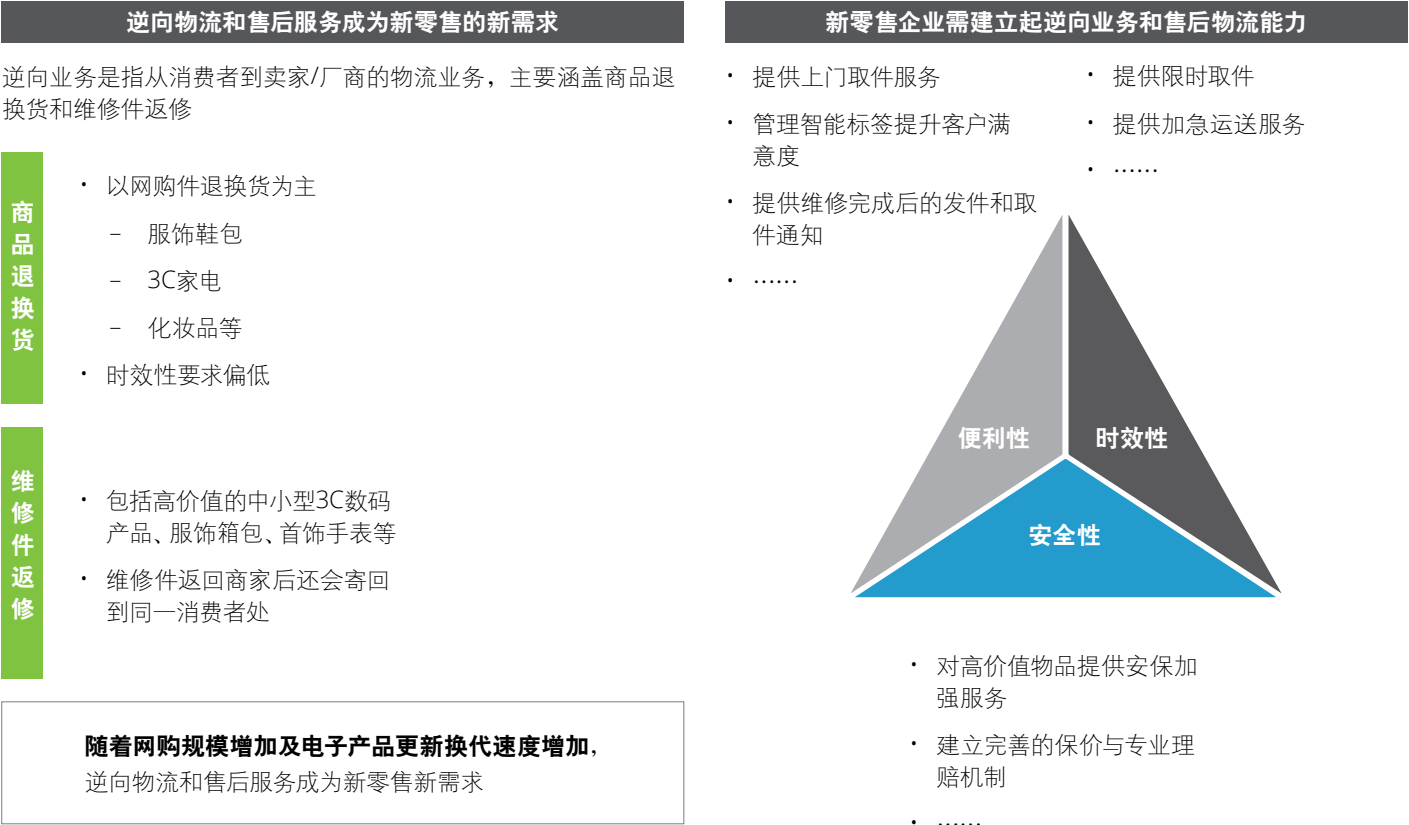 逆向物流和售后服务成为新零售的新需求
逆向业务是指从消费者到卖家/厂商的物流业务，主要涵盖商品退
换货和维修件返修
商品退换货
• 以网购件退换货为主
– 服饰鞋包
– 3C家电
– 化妆品等
• 时效性要求偏低
维修件返修
• 包括高价值的中小型3C数码
产品、服饰箱包、首饰手表等
• 维修件返回商家后还会寄回
到同一消费者处
随着网购规模增加及电子产品更新换代速度增加，
逆向物流和售后服务成为新零售新需求
新零售企业需建立起逆向业务和售后物流能力
• 提供上门取件服务
• 管理智能标签提升客户满
意度
• 提供维修完成后的发件和取
件通知
• ……
• 提供限时取件
• 提供加急运送服务
• ……
便利性
时效性
安全性
• 对高价值物品提供安保加
强服务
• 建立完善的保价与专业理
赔机制
• ……